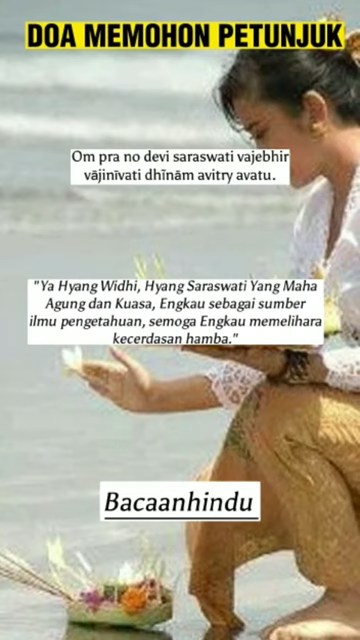 DOA MEMOHON PETUNJUK
Om pra no devi saraswati vajebhir
vājinīvati dhīnām avitry avatu.
"Ya Hyang Widhi, Hyang Saraswati Yang Maha
Agung dan Kuasa, Engkau sebagai sumber
ilmu pengetahuan, semoga Engkau memelihara
kecerdasan hamba."
Bacaanhindu